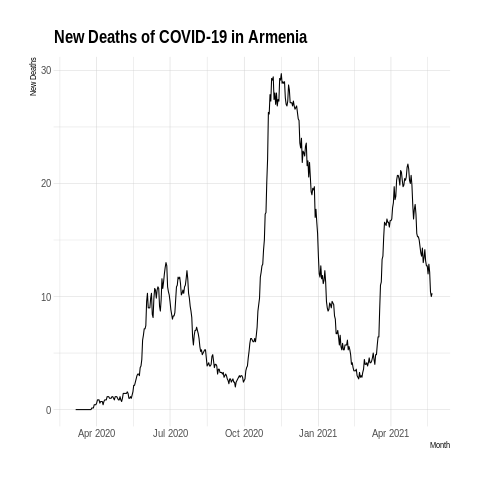 New Deaths of COVID-19 in Armenia
New Deaths
30
20
10
0
Apr 2020 Jul 2020 Oct 2020 Jan 2021 Apr 2021
Month